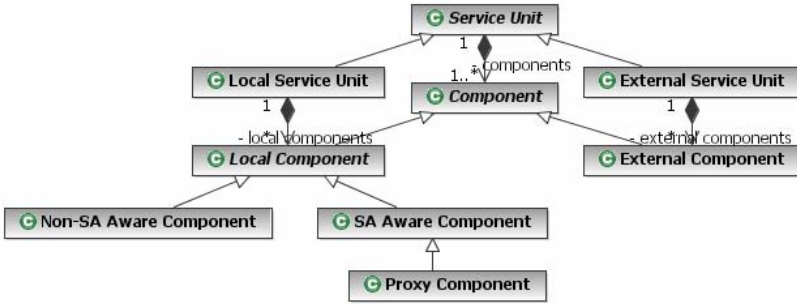 C Service Unit
1
- components
1..*
C Local Service Unit
C External Service Unit
C Component
1
1
- local components
*
- external components
*
C Local Component
C External Component
C Non-SA Aware Component
C SA Aware Component
C Proxy Component